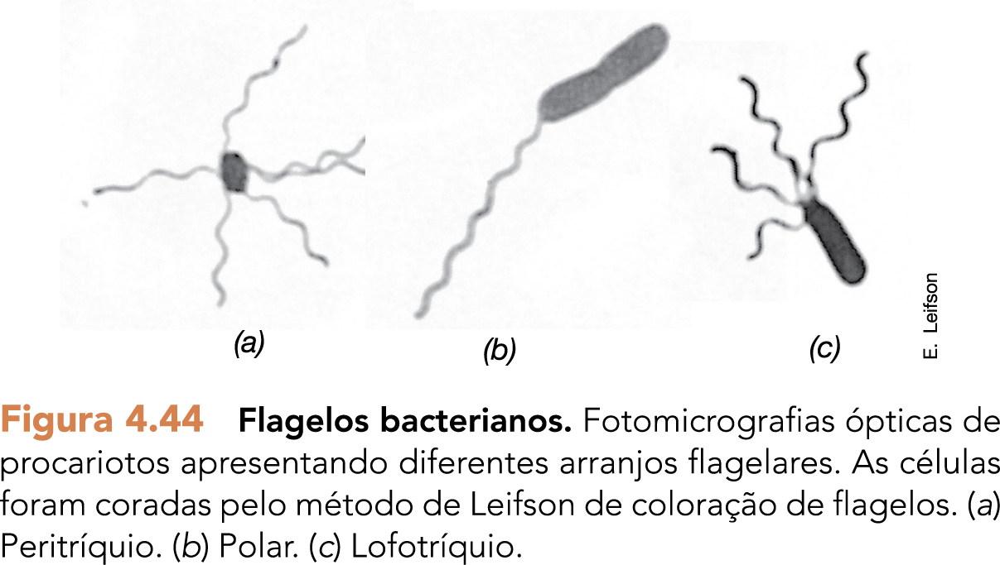 (a)
(b)
(c)
E. Leifson
Figura 4.44 Flagelos bacterianos. Fotomicrografias ópticas de
procariotos apresentando diferentes arranjos flagelares. As células
foram coradas pelo método de Leifson de coloração de flagelos. (a)
Peritríquio. (b) Polar. (c) Lofotríquio.